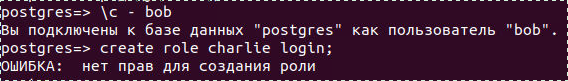 postgres=> \c - bob
Вы подключены к базе данных "postgres" как пользователь "bob".
postgres=> create role charlie login;
ОШИБКА:  нет прав для создания роли